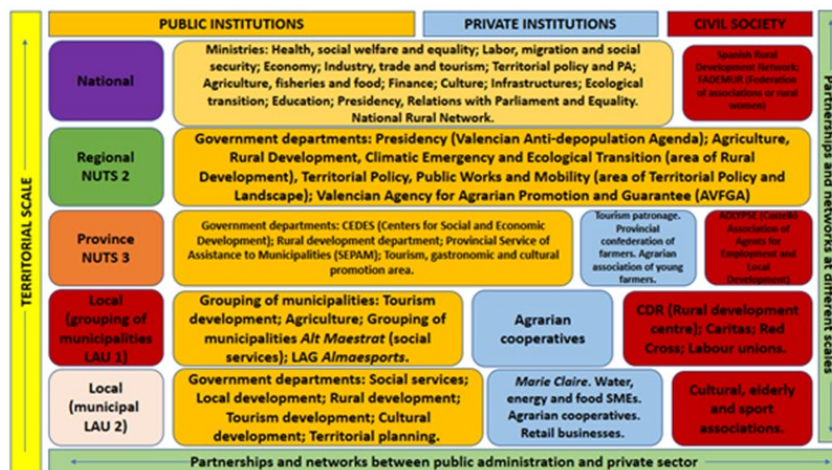 PUBLIC INSTITUTIONS
PRIVATE INSTITUTIONS
CIVIL SOCIETY
TERRITORIAL SCALE
National
Ministries: Health, social welfare and equality; Labor, migration and social
security; Economy; Industry, trade and tourism; Territorial policy and PA;
Agriculture, fisheries and food; Finance; Culture; Infrastructures; Ecological
transition; Education; Presidency, Relations with Parliament and Equality.
National Rural Network.
Spanish Rural
Development Network;
FADEMUR (Federation
of associations or rural
women)
Regional
NUTS 2
Government departments: Presidency (Valencian Anti-depopulation Agenda); Agriculture,
Rural Development, Climatic Emergency and Ecological Transition (area of Rural
Development), Territorial Policy, Public Works and Mobility (area of Territorial Policy and
Landscape); Valencian Agency for Agrarian Promotion and Guarantee (AVFGA)
Province
NUTS 3
Government departments: CEDES (Centers for Social and Economic
Development); Rural development department; Provincial Service of
Assistance to Municipalities (SEPAM); Tourism, gastronomic and cultural
promotion area.
Tourism patronage.
Provincial
confederation of
farmers. Agrarian
association of young
farmers.
ADLYPSE (Castelló
Association of
Agents for
Employment and
Local
Development)
Local
(grouping of
municipalities
LAU 1)
Grouping of municipalities: Tourism
development; Agriculture; Grouping of
municipalities Alt Maestrat (social
services); LAG Almaesports.
Agrarian
cooperatives
CDR (Rural development
centre); Caritas; Red
Cross; Labour unions.
Local
(municipal
LAU 2)
Government departments: Social services;
Local development; Rural development;
Tourism development; Cultural
development; Territorial planning.
Marie Claire. Water,
energy and food SMEs.
Agrarian cooperatives.
Retail businesses.
Cultural, elderly
and sport
associations.
Partnerships and networks at different scales
Partnerships and networks between public administration and private sector